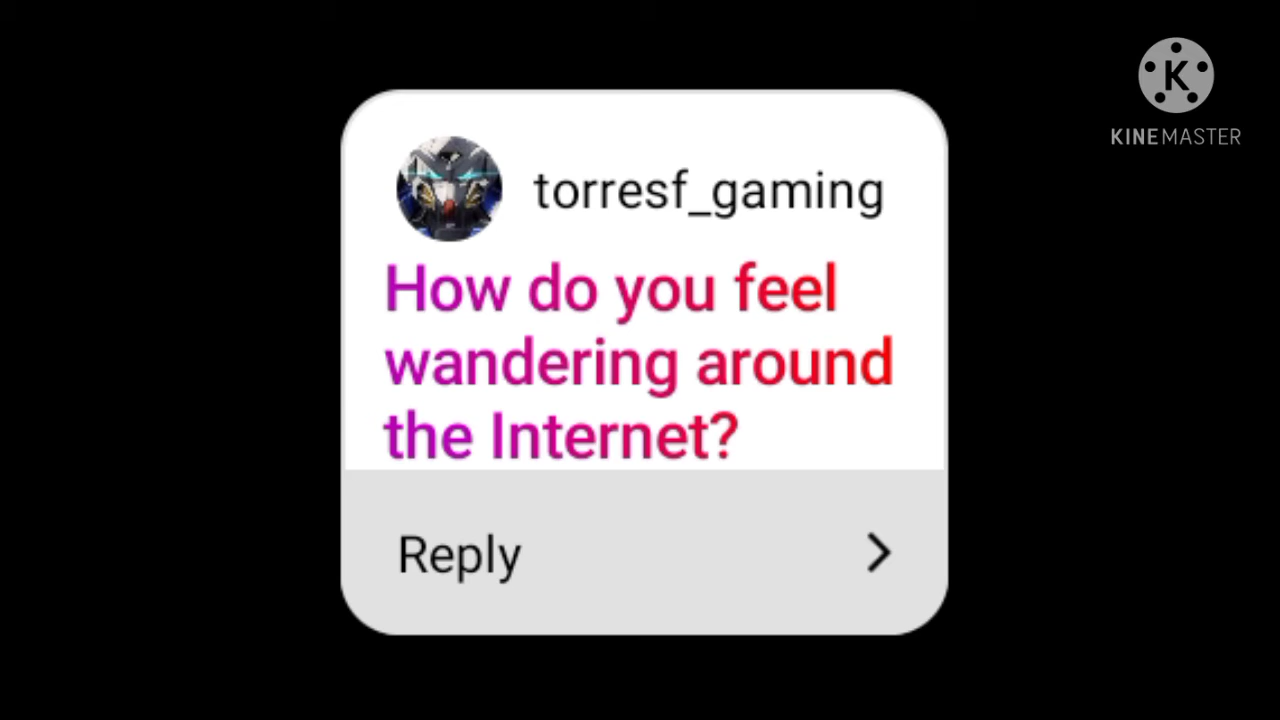 K
KINEMASTER
torresf_gaming
How do you feel
wandering around
the Internet?
Reply